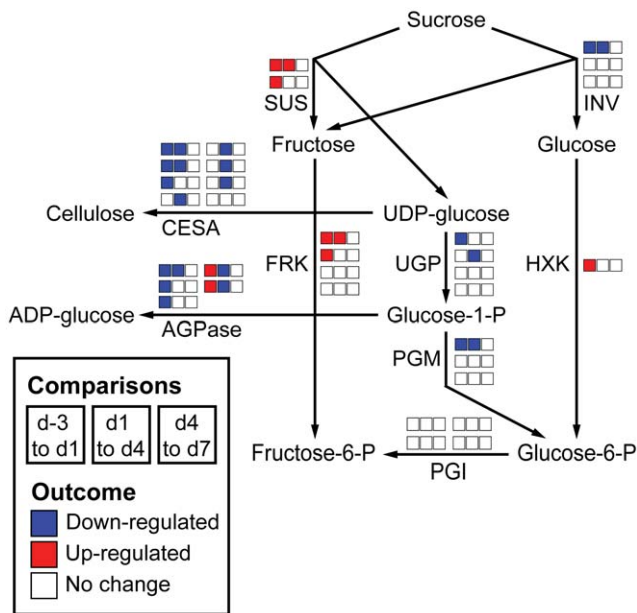 Sucrose
SUS
INV
Fructose
Glucose
Cellulose
CESA
UDP-glucose
FRK
UGP
HXK
ADP-glucose
AGPase
Glucose-1-P
PGM
Fructose-6-P
PGI
Glucose-6-P
Comparisons
d-3 to d1
d1 to d4
d4 to d7
Outcome
Down-regulated
Up-regulated
No change